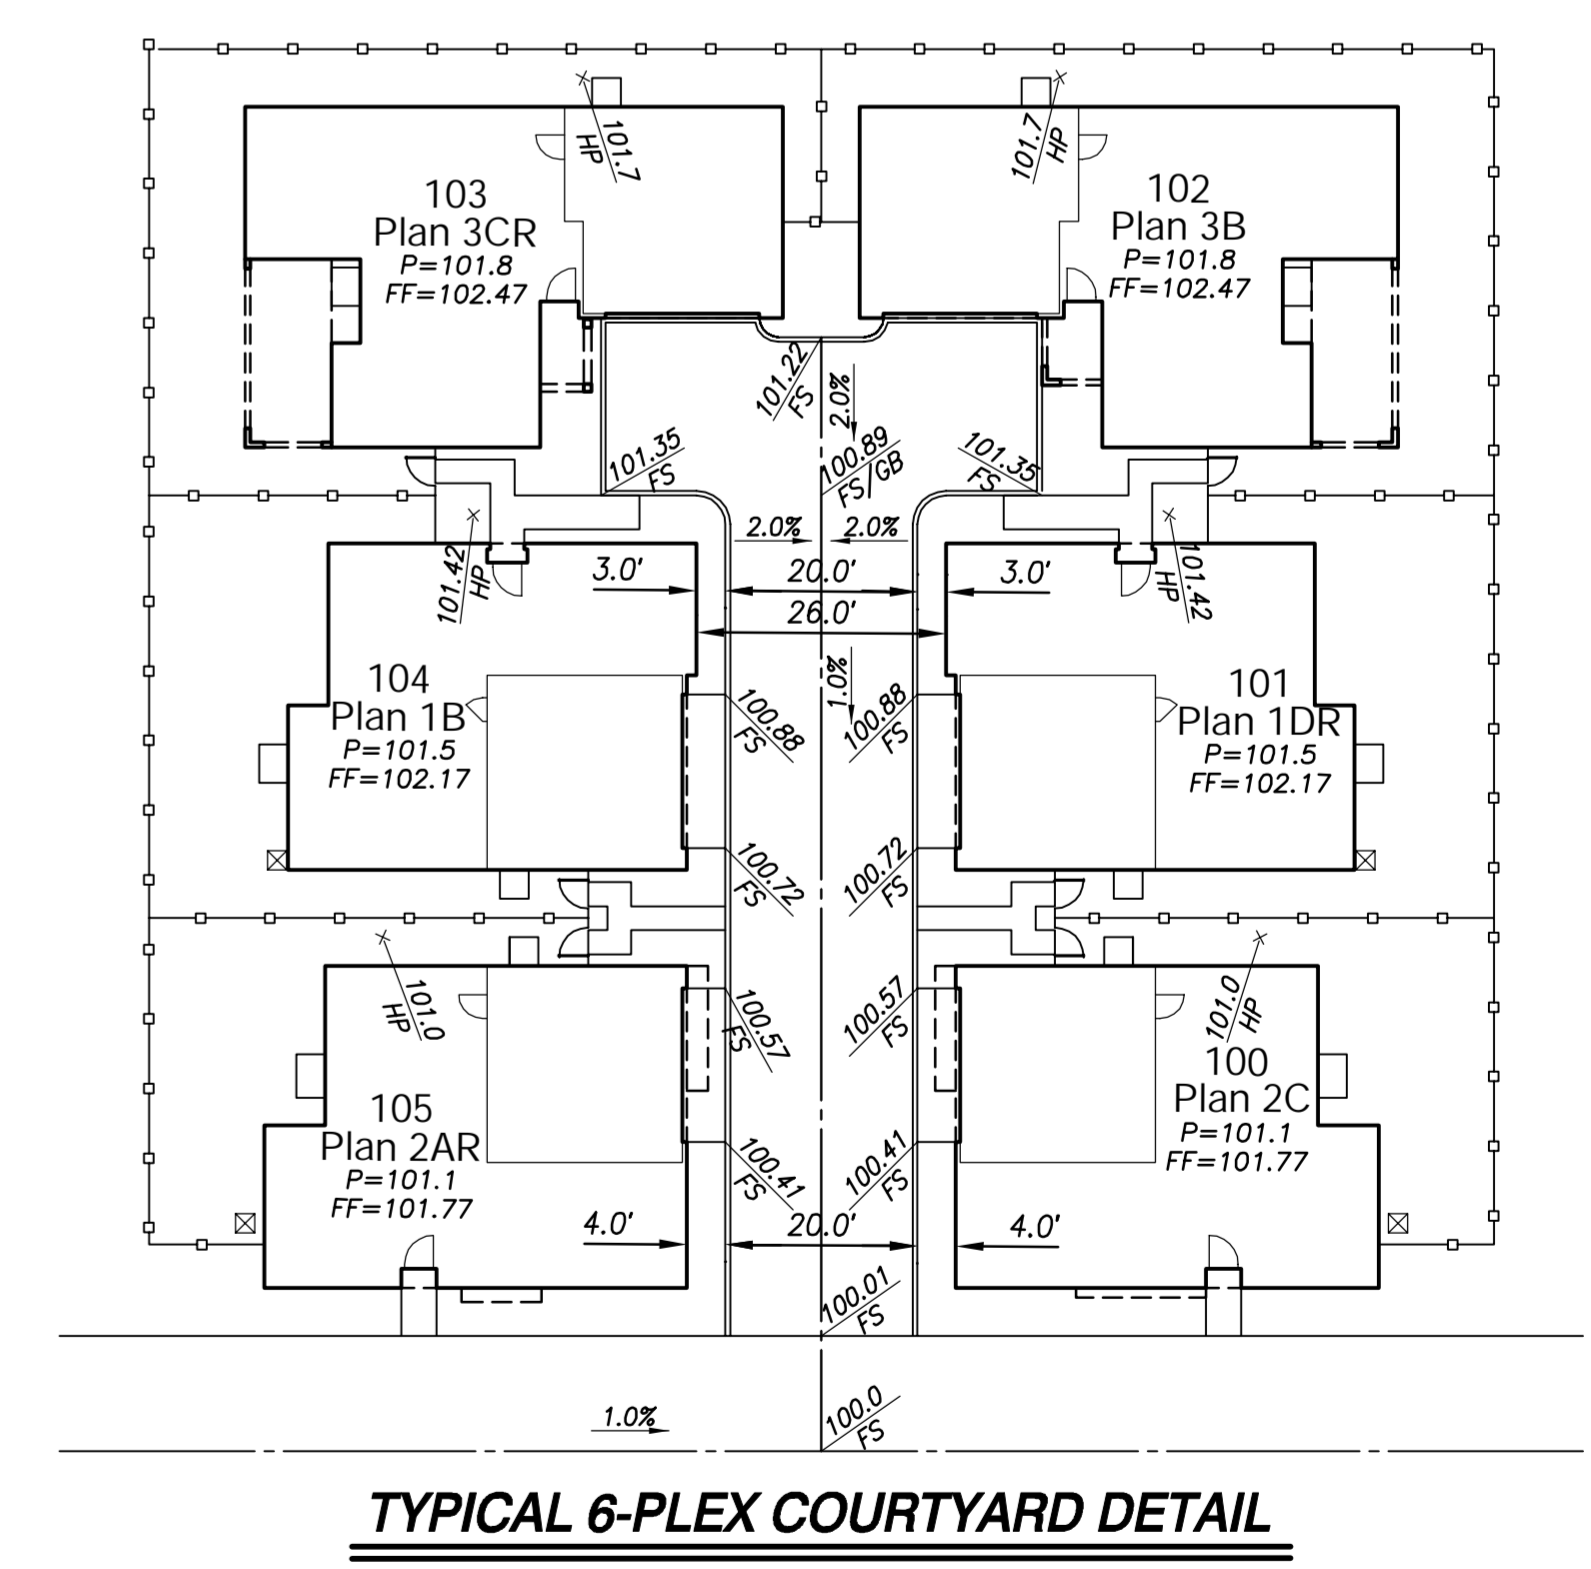 101.7
HP
101.7
HP
103
Plan 3CR
P=101.8
FF=102.47
102
Plan 3B
P=101.8
FF=102.47
101.22
FS
2.0%
101.35
FS
100.89
FS/GB
101.35
FS
2.0%
2.0%
101.42
HP
3.0'
20.0'
3.0'
101.42
HP
26.0'
1.0%
104
Plan 1B
P=101.5
FF=102.17
100.88
FS
100.88
FS
101
Plan 1DR
P=101.5
FF=102.17
100.72
FS
100.72
FS
101.0
HP
100.57
FS
100.57
FS
101.0
HP
105
Plan 2AR
P=101.1
FF=101.77
100
Plan 2C
P=101.1
FF=101.77
100.41
FS
100.41
FS
4.0'
20.0'
4.0'
100.01
FS
1.0%
100.0
FS
TYPICAL 6-PLEX COURTYARD DETAIL